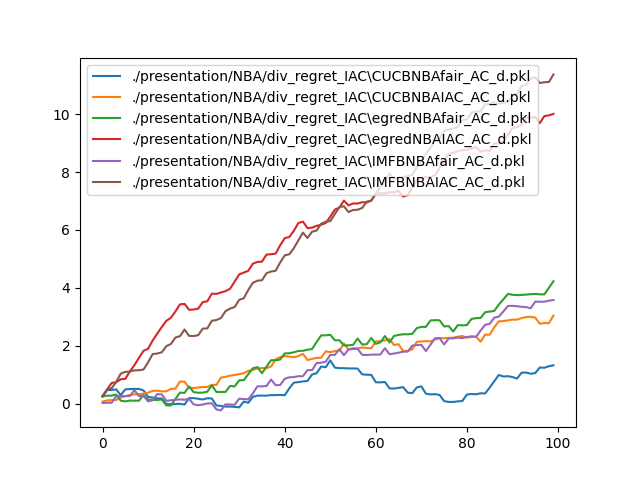 ./presentation/NBA/div_regret_IAC\CUCBNBAfair_AC_d.pkl
./presentation/NBA/div_regret_IAC\CUCBNBAIAC_AC_d.pkl
./presentation/NBA/div_regret_IAC\egredNBAfair_AC_d.pkl
./presentation/NBA/div_regret_IAC\egredNBAIAC_AC_d.pkl
./presentation/NBA/div_regret_IAC\IMFBNBAfair_AC_d.pkl
./presentation/NBA/div_regret_IAC\IMFBNBAIAC_AC_d.pkl
10
8
6
4
2
0
0 20 40 60 80 100